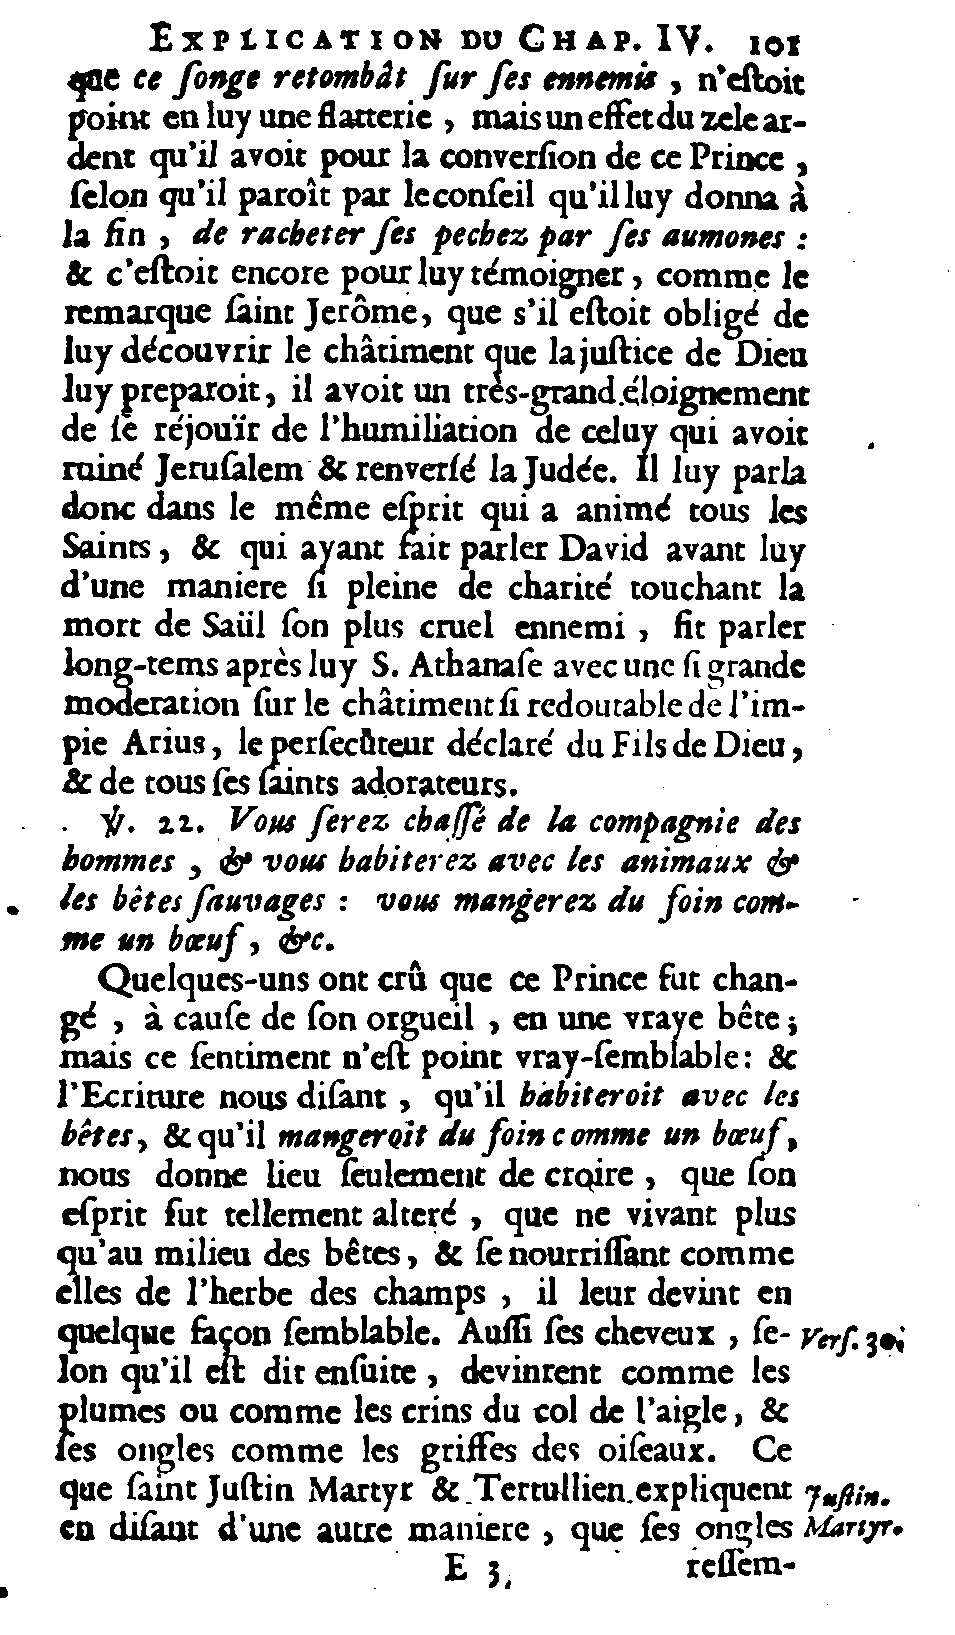 EXPLICATION DU CHAP. IV. 101
que ce ſonge retombât ſur ſes ennemis, n'eſtoit
point en luy une flatterie, mais un effet du zele ar-
dent qu'il avoit pour la converſion de ce Prince,
ſelon qu'il paroît par le conſeil qu'il luy donna à
la fin, de racheter ſes pechez par ſes aumones:
& c'eſtoit encore pour luy témoigner, comme le
remarque ſaint Jerôme, que s'il eſtoit obligé de
luy découvrir le châtiment que la juſtice de Dieu
luy preparoit, il avoit un très-grand éloignement
de ſe réjouïr de l'humiliation de celuy qui avoit
ruiné Jeruſalem & renverſé la Judée. Il luy parla
donc dans le même eſprit qui a animé tous les
Saints, & qui ayant fait parler David avant luy
d'une maniere ſi pleine de charité touchant la
mort de Saül ſon plus cruel ennemi, fit parler
long-tems après luy S. Athanaſe avec une ſi grande
moderation ſur le châtiment ſi redoutable de l'im-
pie Arius, le perſecûteur déclaré du Fils de Dieu,
& de tous ſes ſaints adorateurs.
℣. 22. Vous ſerez chaſſé de la compagnie des
hommes, & vous habiterez avec les animaux &
les bêtes ſauvages: vous mangerez du foin com-
me un bœuf, &c.
Quelques-uns ont crû que ce Prince fut chan-
gé, à cauſe de ſon orgueil, en une vraye bête;
mais ce ſentiment n'eſt point vray-ſemblable: &
l'Ecriture nous diſant, qu'il habiteroit avec les
bêtes, & qu'il mangeroit du foin comme un bœuf,
nous donne lieu ſeulement de croire, que ſon
eſprit fut tellement alteré, que ne vivant plus
qu'au milieu des bêtes, & ſe nourriſſant comme
elles de l'herbe des champs, il leur devint en
quelque façon ſemblable. Auſſi ſes cheveux, ſe- Verſ. 30.
lon qu'il eſt dit enſuite, devinrent comme les
plumes ou comme les crins du col de l'aigle, &
ſes ongles comme les griffes des oiſeaux. Ce
que ſaint Juſtin Martyr & Tertullien expliquent Juſtin.
en diſant d'une autre maniere, que ſes ongles Martyr.
E 3 reſſem-